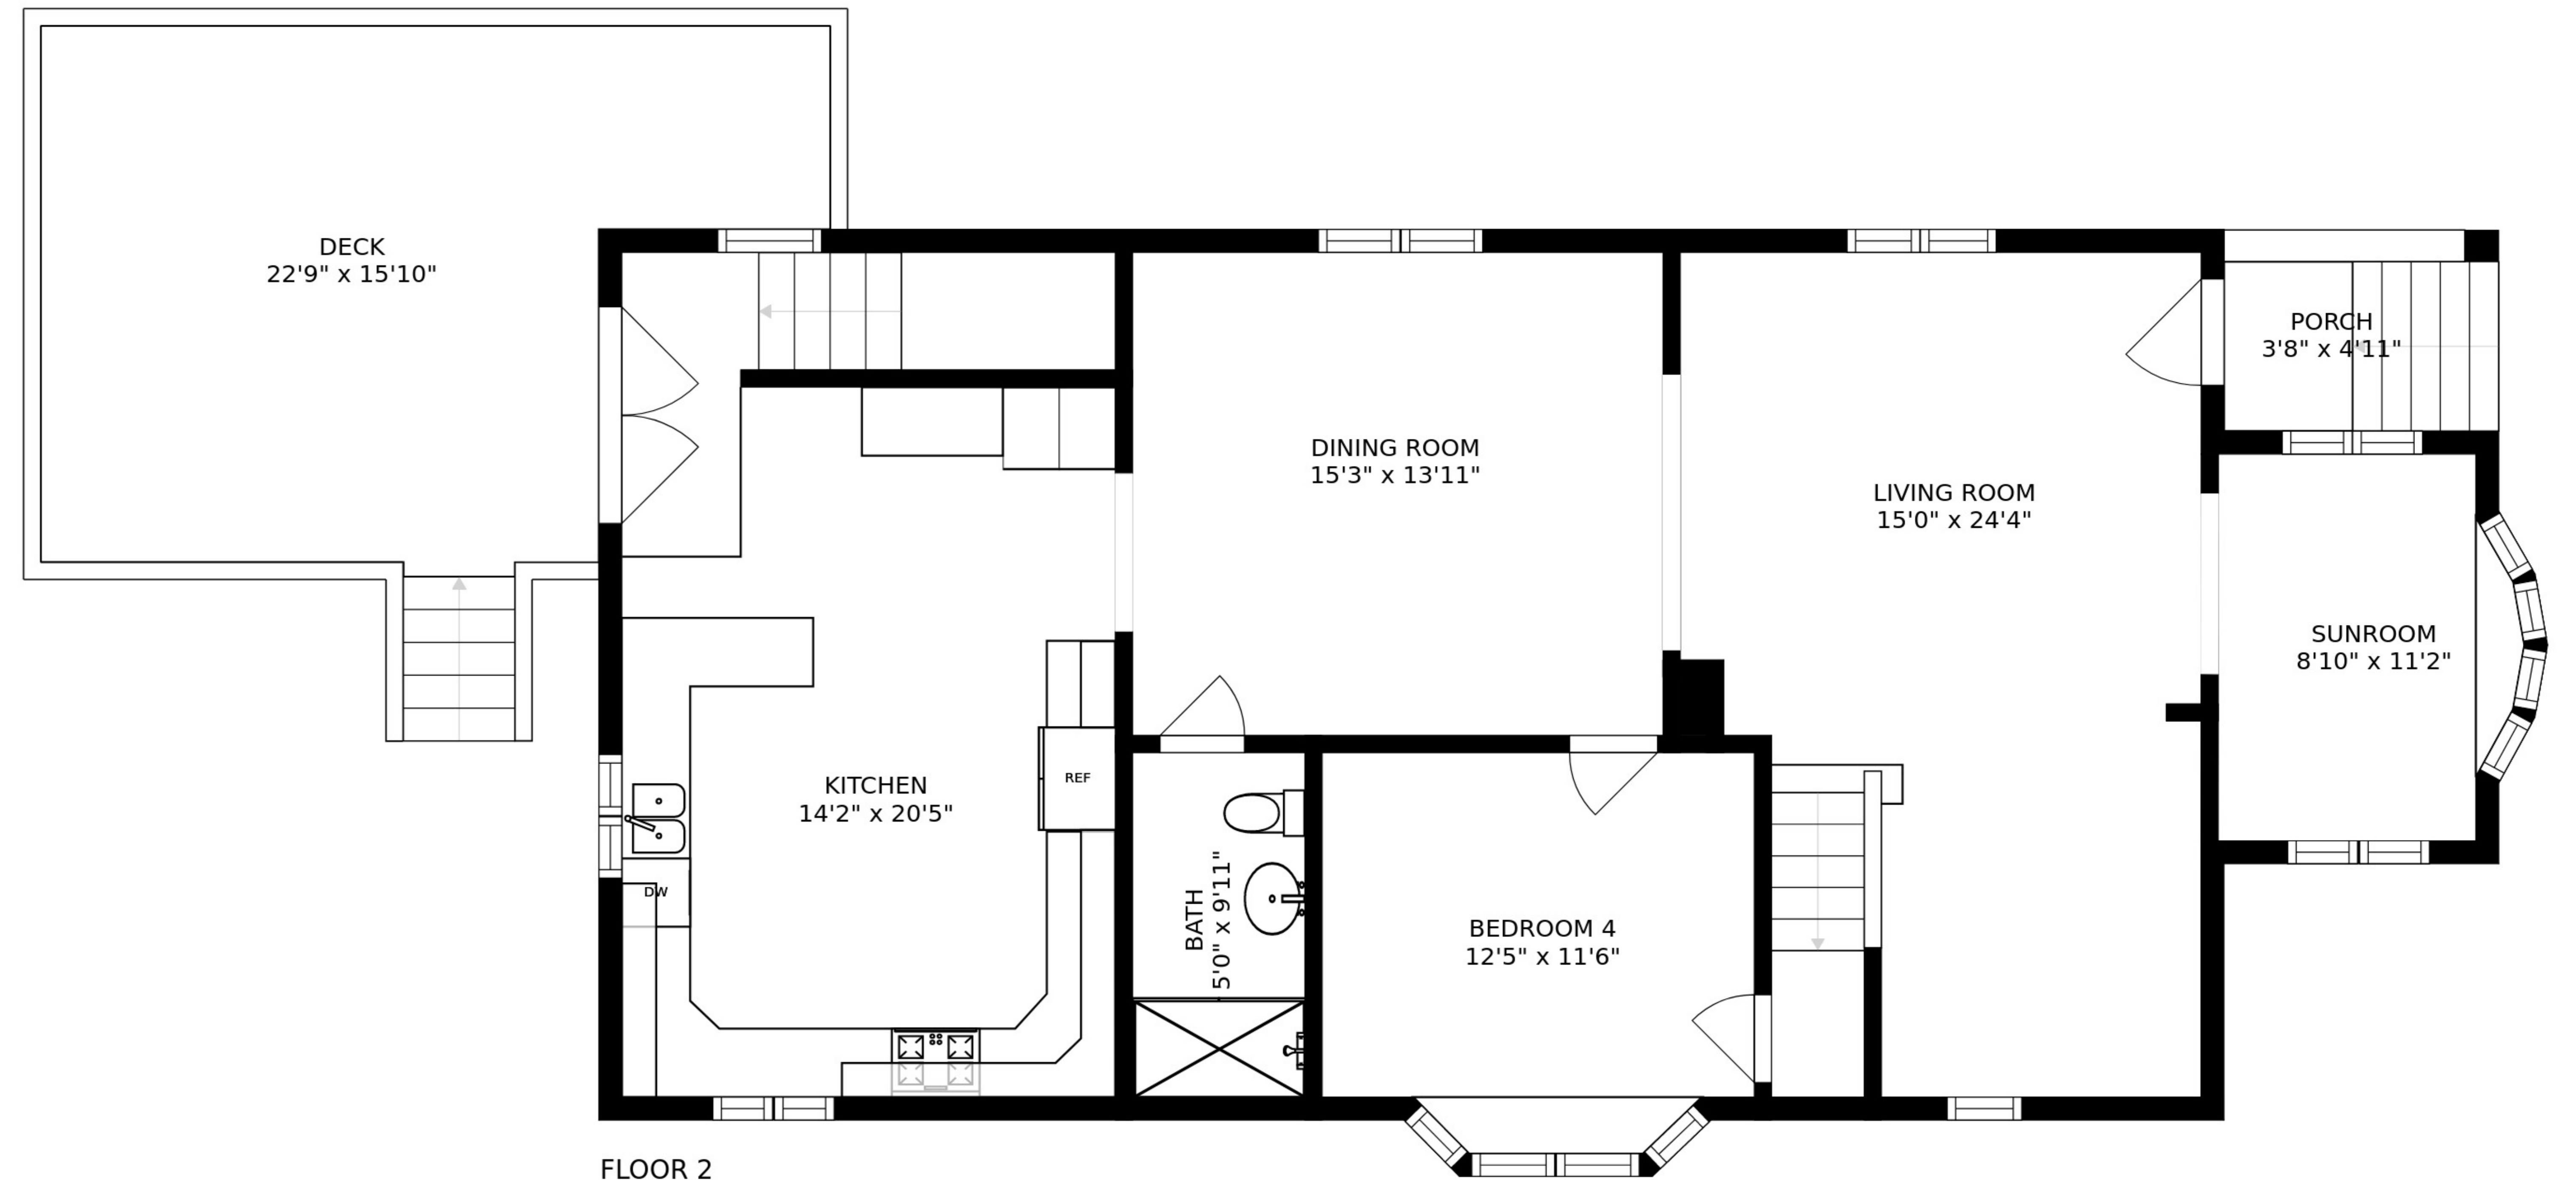 DECK
22'9" x 15'10"
PORCH
3'8" x 4'11"
DINING ROOM
15'3" x 13'11"
LIVING ROOM
15'0" x 24'4"
SUNROOM
8'10" x 11'2"
KITCHEN
14'2" x 20'5"
REF
DW
BATH
5'0" x 9'11"
BEDROOM 4
12'5" x 11'6"
FLOOR 2